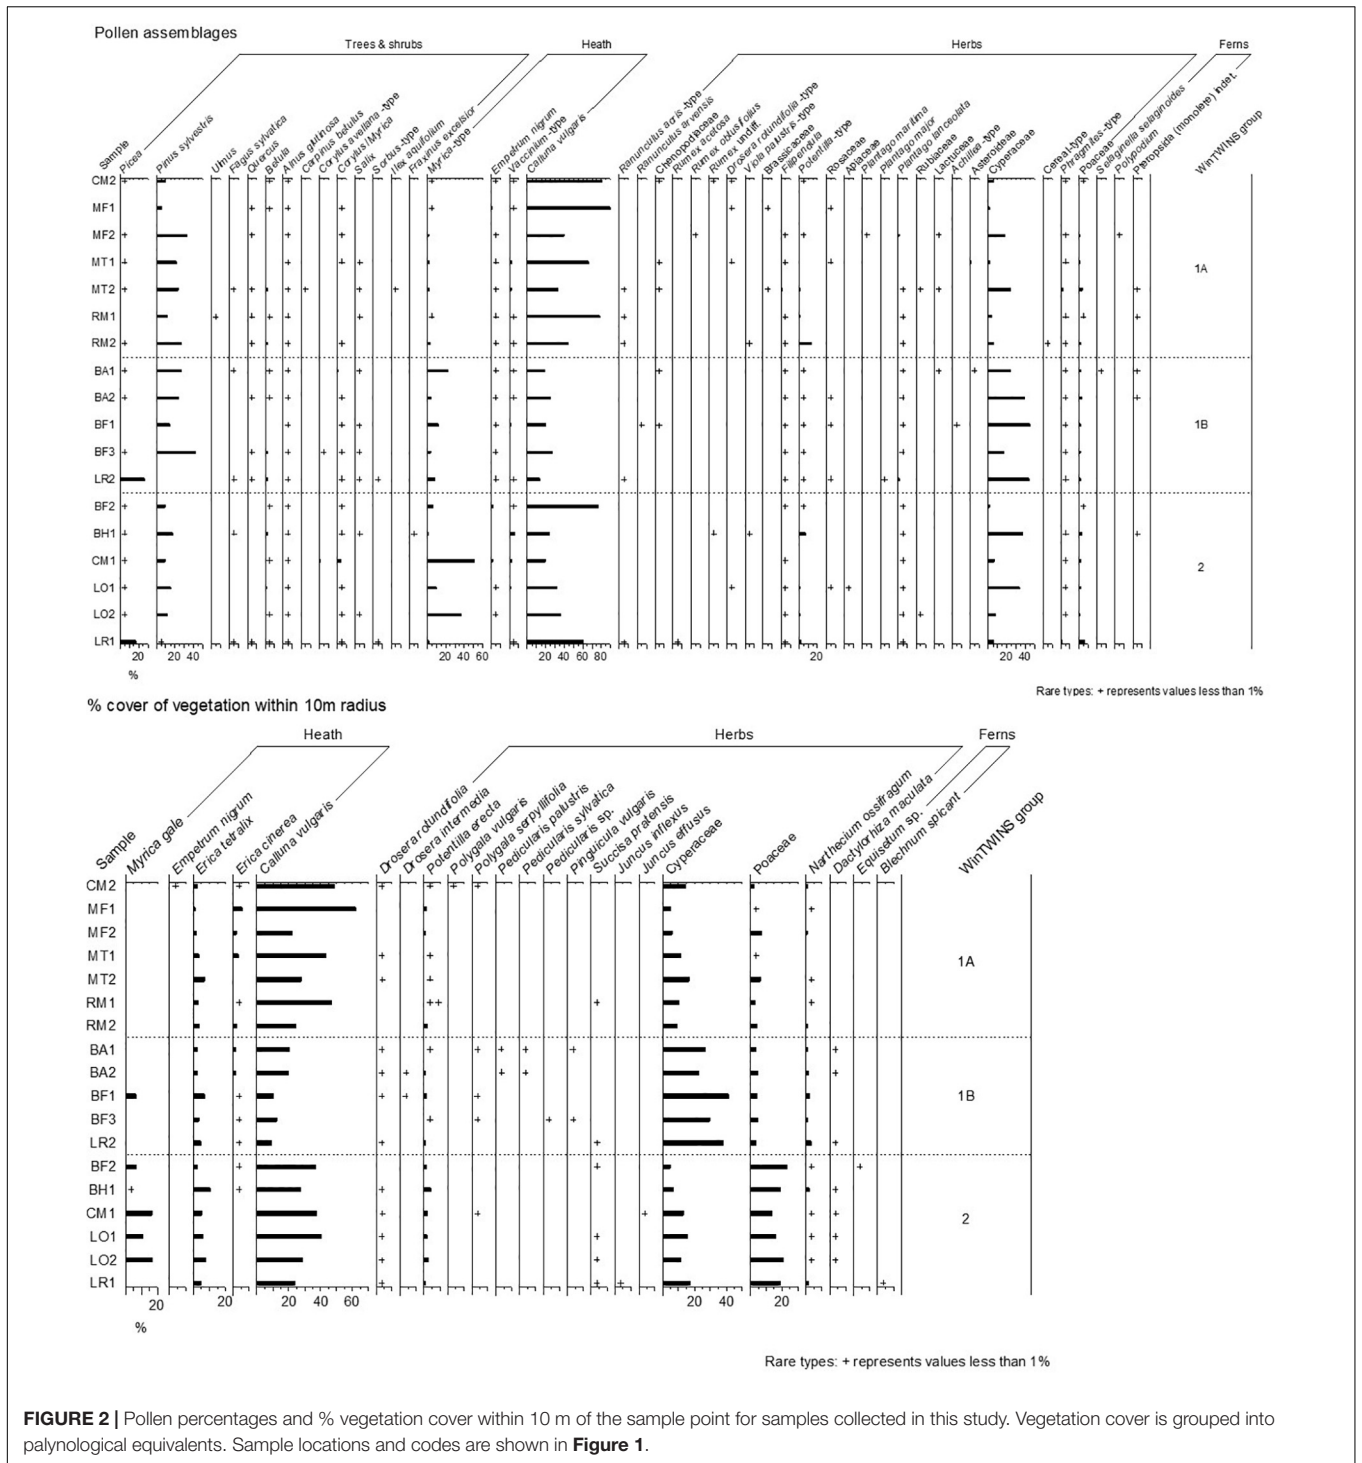 Pollen assemblages
Trees & shrubs
Heath
Herbs
Ferns
Sample
Picea
Pinus sylvestris
Ulmus
Fagus sylvatica
Quercus
Betula
Alnus glutinosa
Carpinus betulus
Corylus avellana -type
Corylus/Myrica
Salix
Sorbus-type
Ilex aquifolium
Fraxinus excelsior
Myrica-type
Empetrum nigrum
Vaccinium-type
Calluna vulgaris
Ranunculus acris -type
Ranunculus arvensis
Chenopodiaceae
Rumex acetosa
Rumex obtusifolius
Rumex undiff.
Drosera rotundifolia -type
Viola palustris -type
Brassicaceae
Filipendula
Potentilla-type
Rosaceae
Apiaceae
Plantago maritima
Plantago major
Plantago lanceolata
Rubiaceae
Lactuceae
Achillea -type
Asteroideae
Cyperaceae
Cereal-type
Phragmites-type
Poaceae
Selaginella selaginoides
Polypodium
Pteropsida (monolete) indet.
WinTWINS group
CM2
MF1
MF2
MT1
1A
MT2
RM1
RM2
BA1
BA2
BF1
1B
BF3
LR2
BF2
BH1
CM1
2
LO1
LO2
LR1
20 20 40 20 40 60 20 40 60 80 20 20 40
%
Rare types: + represents values less than 1%
% cover of vegetation within 10m radius
Heath
Herbs
Ferns
Sample
Myrica gale
Empetrum nigrum
Erica tetralix
Erica cinerea
Calluna vulgaris
Drosera rotundifolia
Drosera intermedia
Potentilla erecta
Polygala vulgaris
Polygala serpyllifolia
Pedicularis palustris
Pedicularis sylvatica
Pedicularis sp.
Pinguicula vulgaris
Succisa pratensis
Juncus inflexus
Juncus effusus
Cyperaceae
Poaceae
Narthecium ossifragum
Dactylorhiza maculata
Equisetum sp.
Blechnum spicant
WinTWINS group
CM2
MF1
MF2
MT1
1A
MT2
RM1
RM2
BA1
BA2
BF1
1B
BF3
LR2
BF2
BH1
CM1
2
LO1
LO2
LR1
20 20 20 40 60 20 40 20
%
Rare types: + represents values less than 1%
FIGURE 2 | Pollen percentages and % vegetation cover within 10 m of the sample point for samples collected in this study. Vegetation cover is grouped into
palynological equivalents. Sample locations and codes are shown in Figure 1.